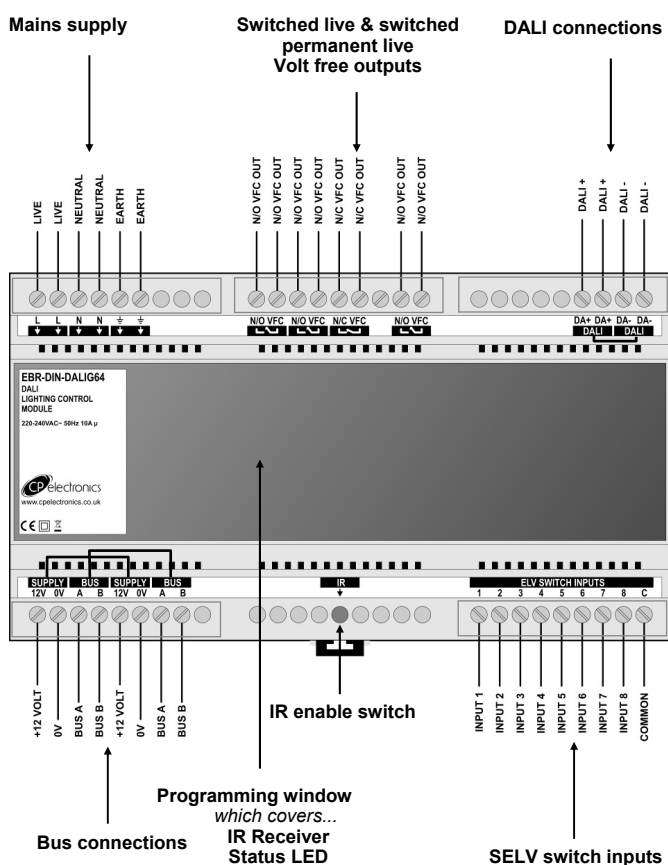 Mains supply
Switched live & switched
permanent live
Volt free outputs
DALI connections
LIVE
LIVE
NEUTRAL
NEUTRAL
EARTH
EARTH
N/O VFC OUT
N/O VFC OUT
N/O VFC OUT
N/O VFC OUT
N/C VFC OUT
N/C VFC OUT
N/O VFC OUT
N/O VFC OUT
DALI +
DALI +
DALI -
DALI -
L L N N
N/O VFC N/O VFC N/C VFC N/O VFC
DA+ DA+ DA- DA-
DALI DALI
EBR-DIN-DALIG64
DALI
LIGHTING CONTROL
MODULE
220-240VAC~ 50Hz 10A µ
CP electronics
www.cpelectronics.co.uk
CE
SUPPLY BUS SUPPLY BUS
12V 0V A B 12V 0V A B
IR
ELV SWITCH INPUTS
1 2 3 4 5 6 7 8 C
+12 VOLT
0V
BUS A
BUS B
+12 VOLT
0V
BUS A
BUS B
INPUT 1
INPUT 2
INPUT 3
INPUT 4
INPUT 5
INPUT 6
INPUT 7
INPUT 8
COMMON
IR enable switch
Programming window
which covers...
IR Receiver
Status LED
Bus connections
SELV switch inputs